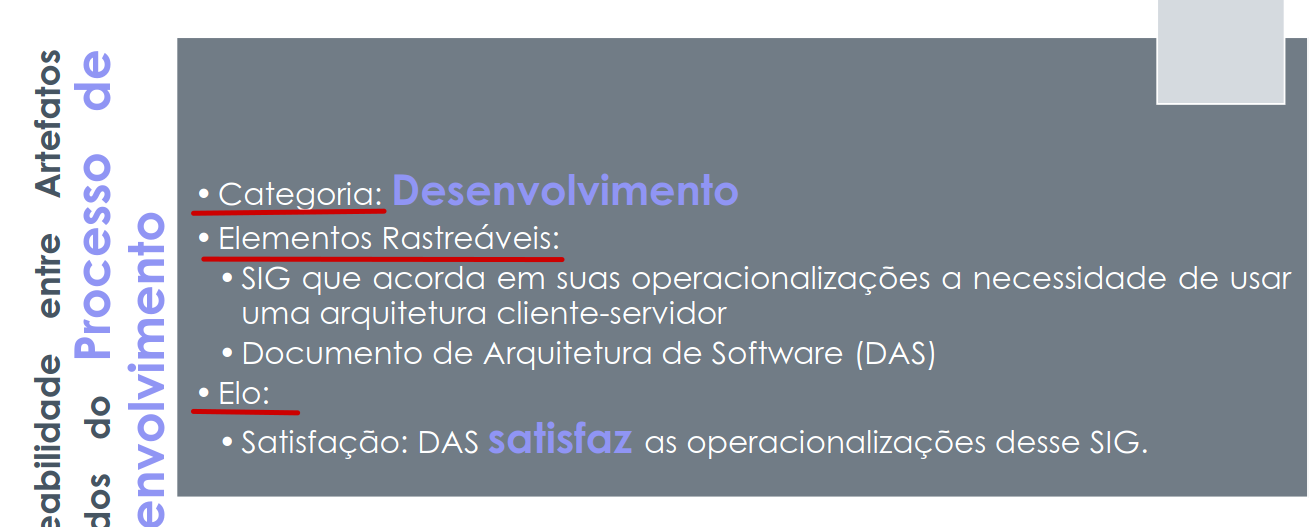 eabilidade entre Artefatos
dos do Processo de
envolvimento
• Categoria: Desenvolvimento
• Elementos Rastreáveis:
• SIG que acorda em suas operacionalizações a necessidade de usar
uma arquitetura cliente-servidor
• Documento de Arquitetura de Software (DAS)
• Elo:
• Satisfação: DAS satisfaz as operacionalizações desse SIG.